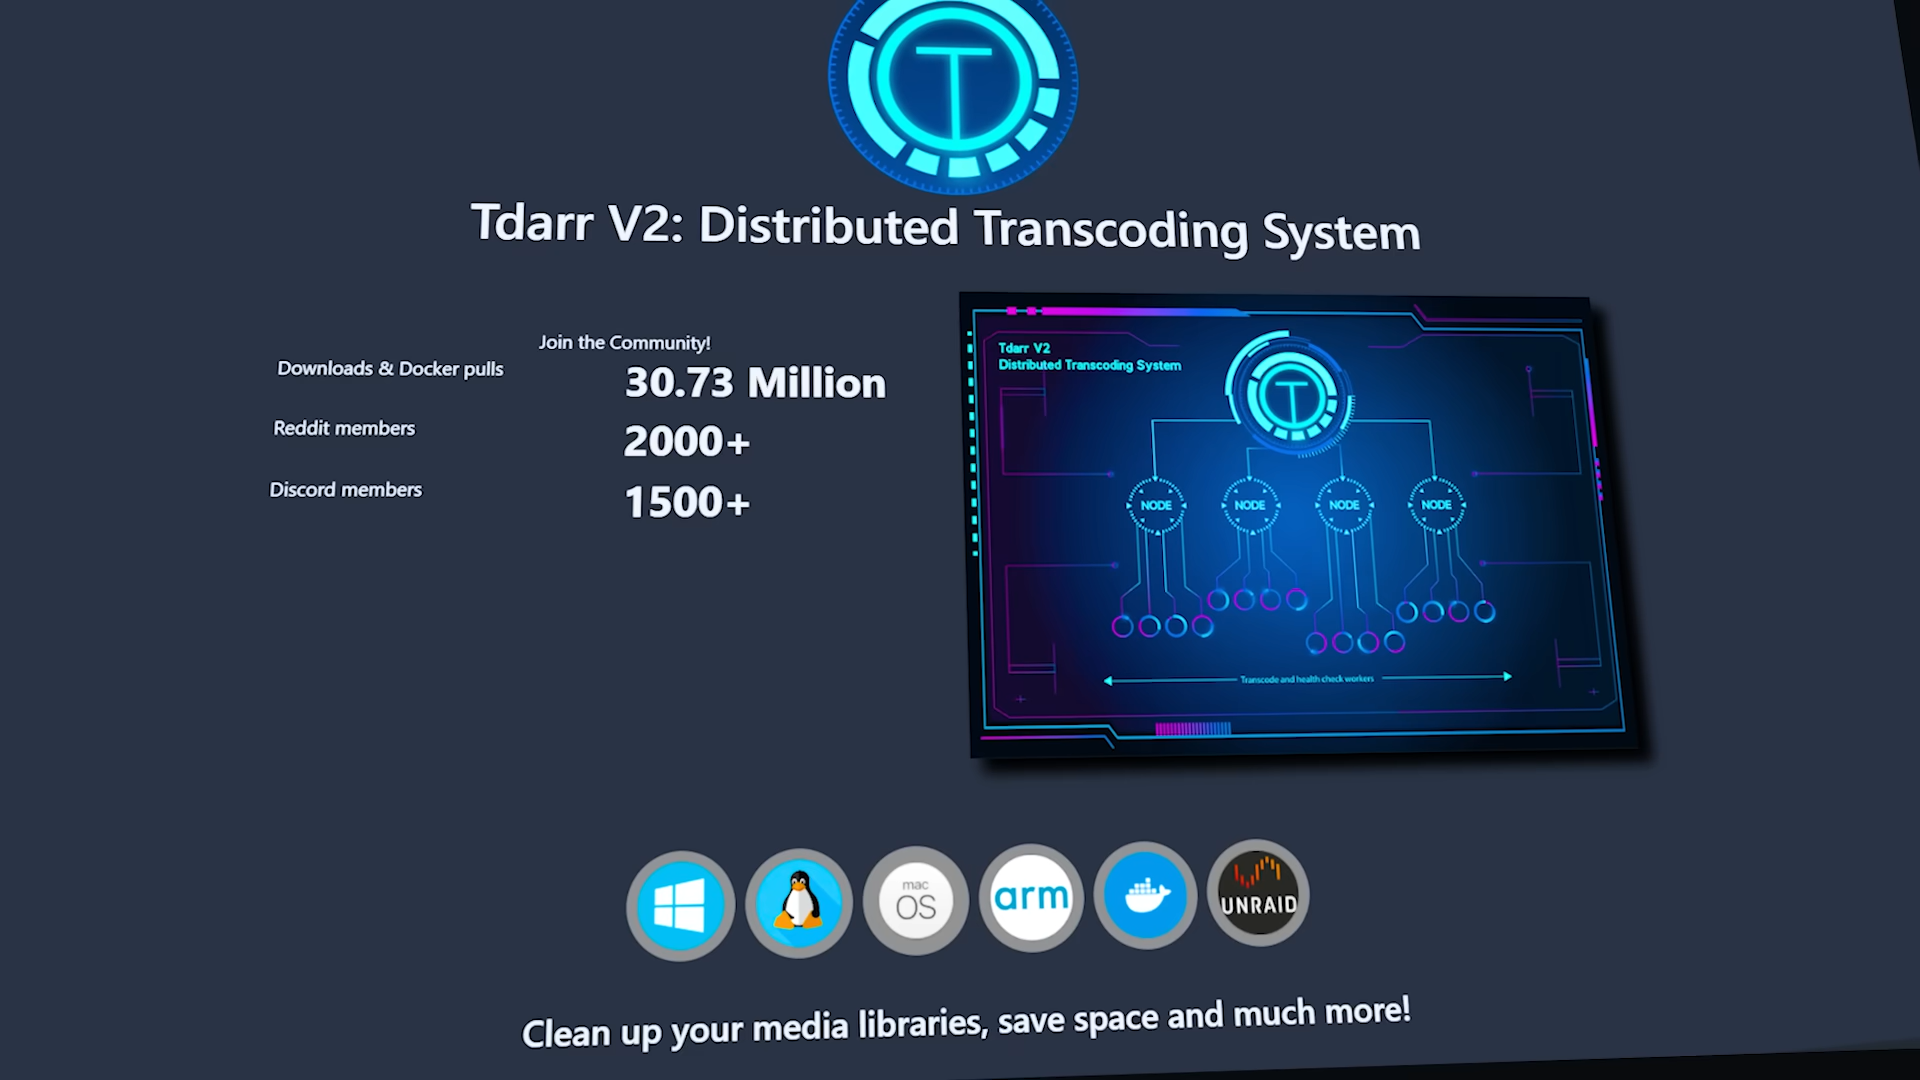 T
Tdarr V2: Distributed Transcoding System
Join the Community!
Downloads & Docker pulls
30.73 Million
Reddit members
2000+
Discord members
1500+
Tdarr V2
Distributed Transcoding System
T
NODE
NODE
NODE
NODE
Transcode and health check workers
mac
OS
arm
UNRAID
Clean up your media libraries, save space and much more!